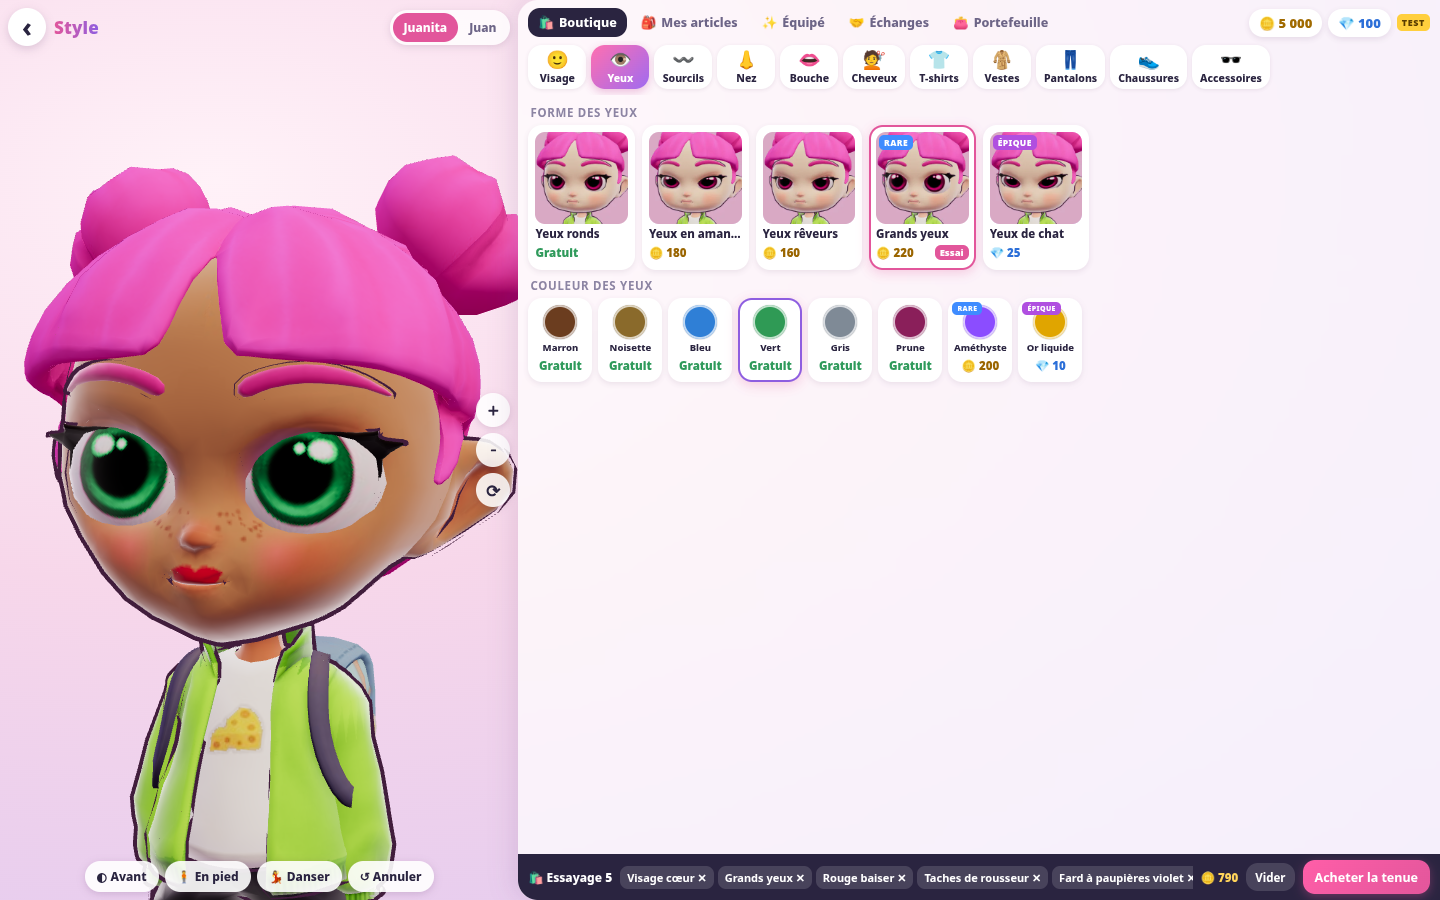 ‹ Style
Juanita Juan
🛍️ Boutique 🎒 Mes articles ✨ Équipé 🤝 Échanges 👛 Portefeuille
🪙 5 000 💎 100 TEST
Visage Yeux Sourcils Nez Bouche Cheveux T-shirts Vestes Pantalons Chaussures Accessoires
FORME DES YEUX
RARE ÉPIQUE
Yeux ronds Yeux en aman... Yeux rêveurs Grands yeux Yeux de chat
Gratuit 🪙 180 🪙 160 🪙 220 Essai 💎 25
COULEUR DES YEUX
RARE ÉPIQUE
Marron Noisette Bleu Vert Gris Prune Améthyste Or liquide
Gratuit Gratuit Gratuit Gratuit Gratuit Gratuit 🪙 200 💎 10
+
-
⟳
◐ Avant 🧍 En pied 💃 Danser ↺ Annuler
🛍️ Essayage 5 Visage cœur ✕ Grands yeux ✕ Rouge baiser ✕ Taches de rousseur ✕ Fard à paupières violet ✕ 🪙 790 Vider Acheter la tenue